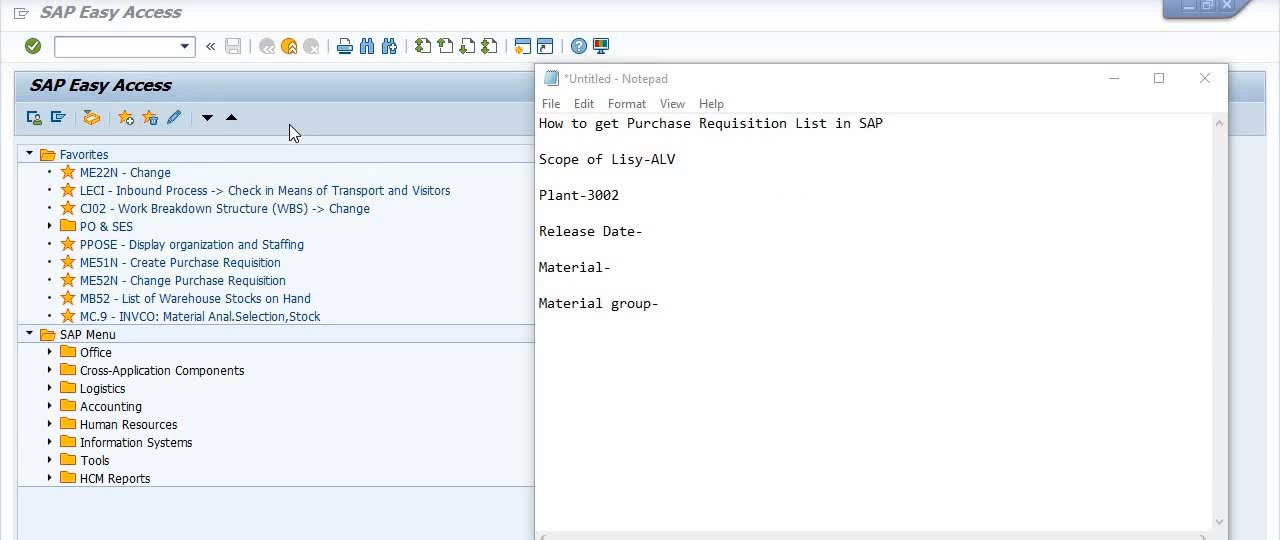 SAP Easy Access
SAP Easy Access
Favorites
ME22N - Change
LECI - Inbound Process -> Check in Means of Transport and Visitors
CJ02 - Work Breakdown Structure (WBS) -> Change
PO & SES
PPOSE - Display organization and Staffing
ME51N - Create Purchase Requisition
ME52N - Change Purchase Requisition
MB52 - List of Warehouse Stocks on Hand
MC.9 - INVCO: Material Anal.Selection,Stock
SAP Menu
Office
Cross-Application Components
Logistics
Accounting
Human Resources
Information Systems
Tools
HCM Reports
*Untitled - Notepad
File Edit Format View Help
How to get Purchase Requisition List in SAP
Scope of Lisy-ALV
Plant-3002
Release Date-
Material-
Material group-